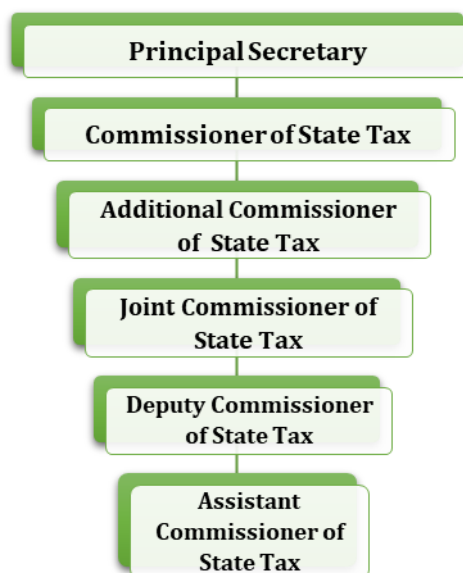 Principal Secretary
Commissioner of State Tax
Additional Commissioner
of State Tax
Joint Commissioner of
State Tax
Deputy Commissioner
of State Tax
Assistant
Commissioner of
State Tax